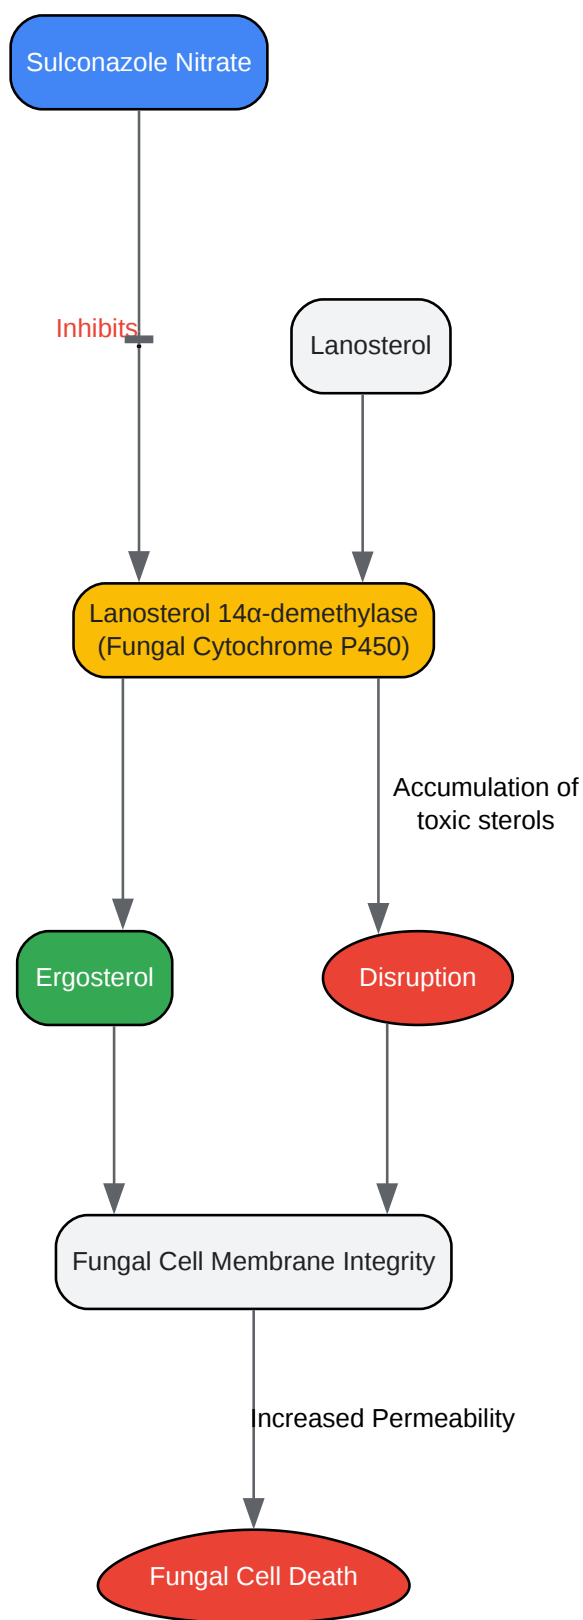 Sulconazole Nitrate
Inhibits
Lanosterol
Lanosterol 14α-demethylase
(Fungal Cytochrome P450)
Accumulation of
toxic sterols
Ergosterol
Disruption
Fungal Cell Membrane Integrity
Increased Permeability
Fungal Cell Death